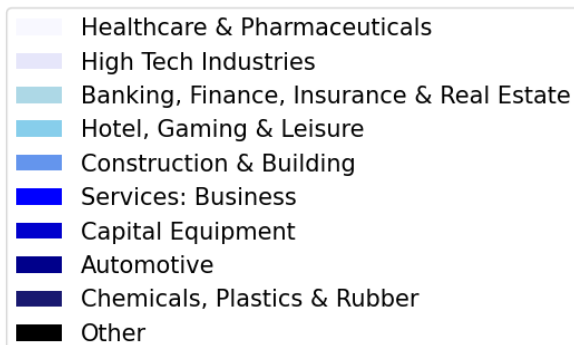 Healthcare & Pharmaceuticals
High Tech Industries
Banking, Finance, Insurance & Real Estate
Hotel, Gaming & Leisure
Construction & Building
Services: Business
Capital Equipment
Automotive
Chemicals, Plastics & Rubber
Other